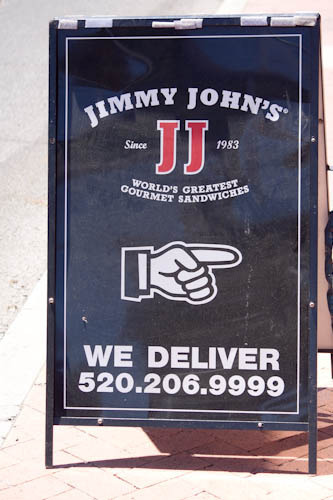 JIMMY JOHN'S®
Since JJ 1983
WORLD'S GREATEST
GOURMET SANDWICHES
WE DELIVER
520.206.9999